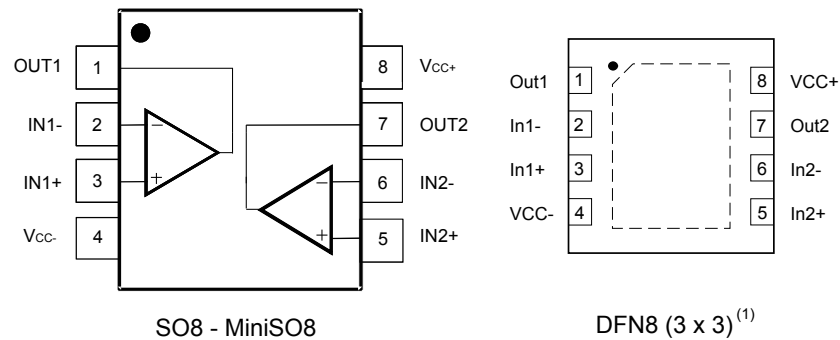 OUT1
1
IN1-
2
IN1+
3
VCC-
4
8
VCC+
7
OUT2
6
IN2-
5
IN2+
−
+
−
+
SO8 - MiniSO8
Out1
1
In1-
2
In1+
3
VCC-
4
8
VCC+
7
Out2
6
In2-
5
In2+
DFN8 (3 x 3)(1)